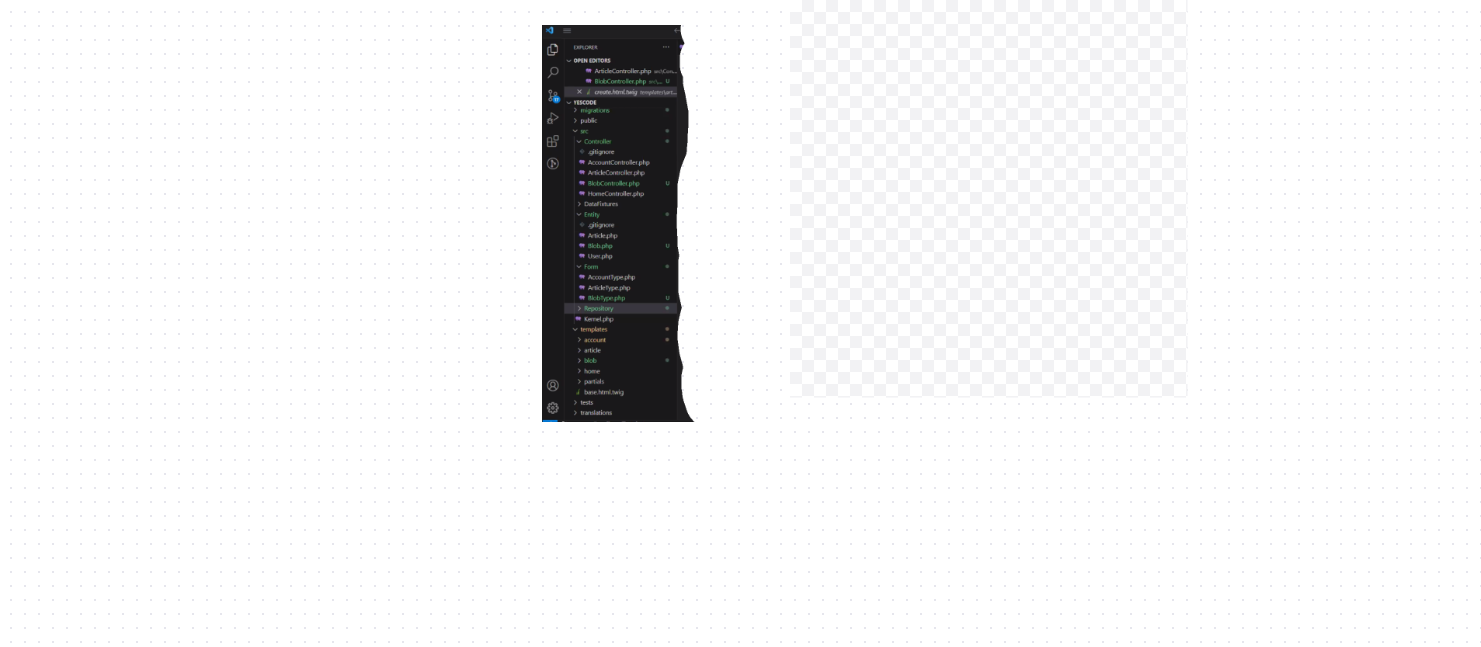 EXPLORER ...
OPEN EDITORS
ArticleController.php src\Con...
BlobController.php src\... U
create.html.twig templates\art...
YESCODE
migrations
public
src
Controller
.gitignore
AccountController.php
ArticleController.php
BlobController.php U
HomeController.php
DataFixtures
Entity
.gitignore
Article.php
Blob.php U
User.php
Form
AccountType.php
ArticleType.php
BlobType.php U
Repository
Kernel.php
templates
account
article
blob
home
partials
base.html.twig
tests
translations